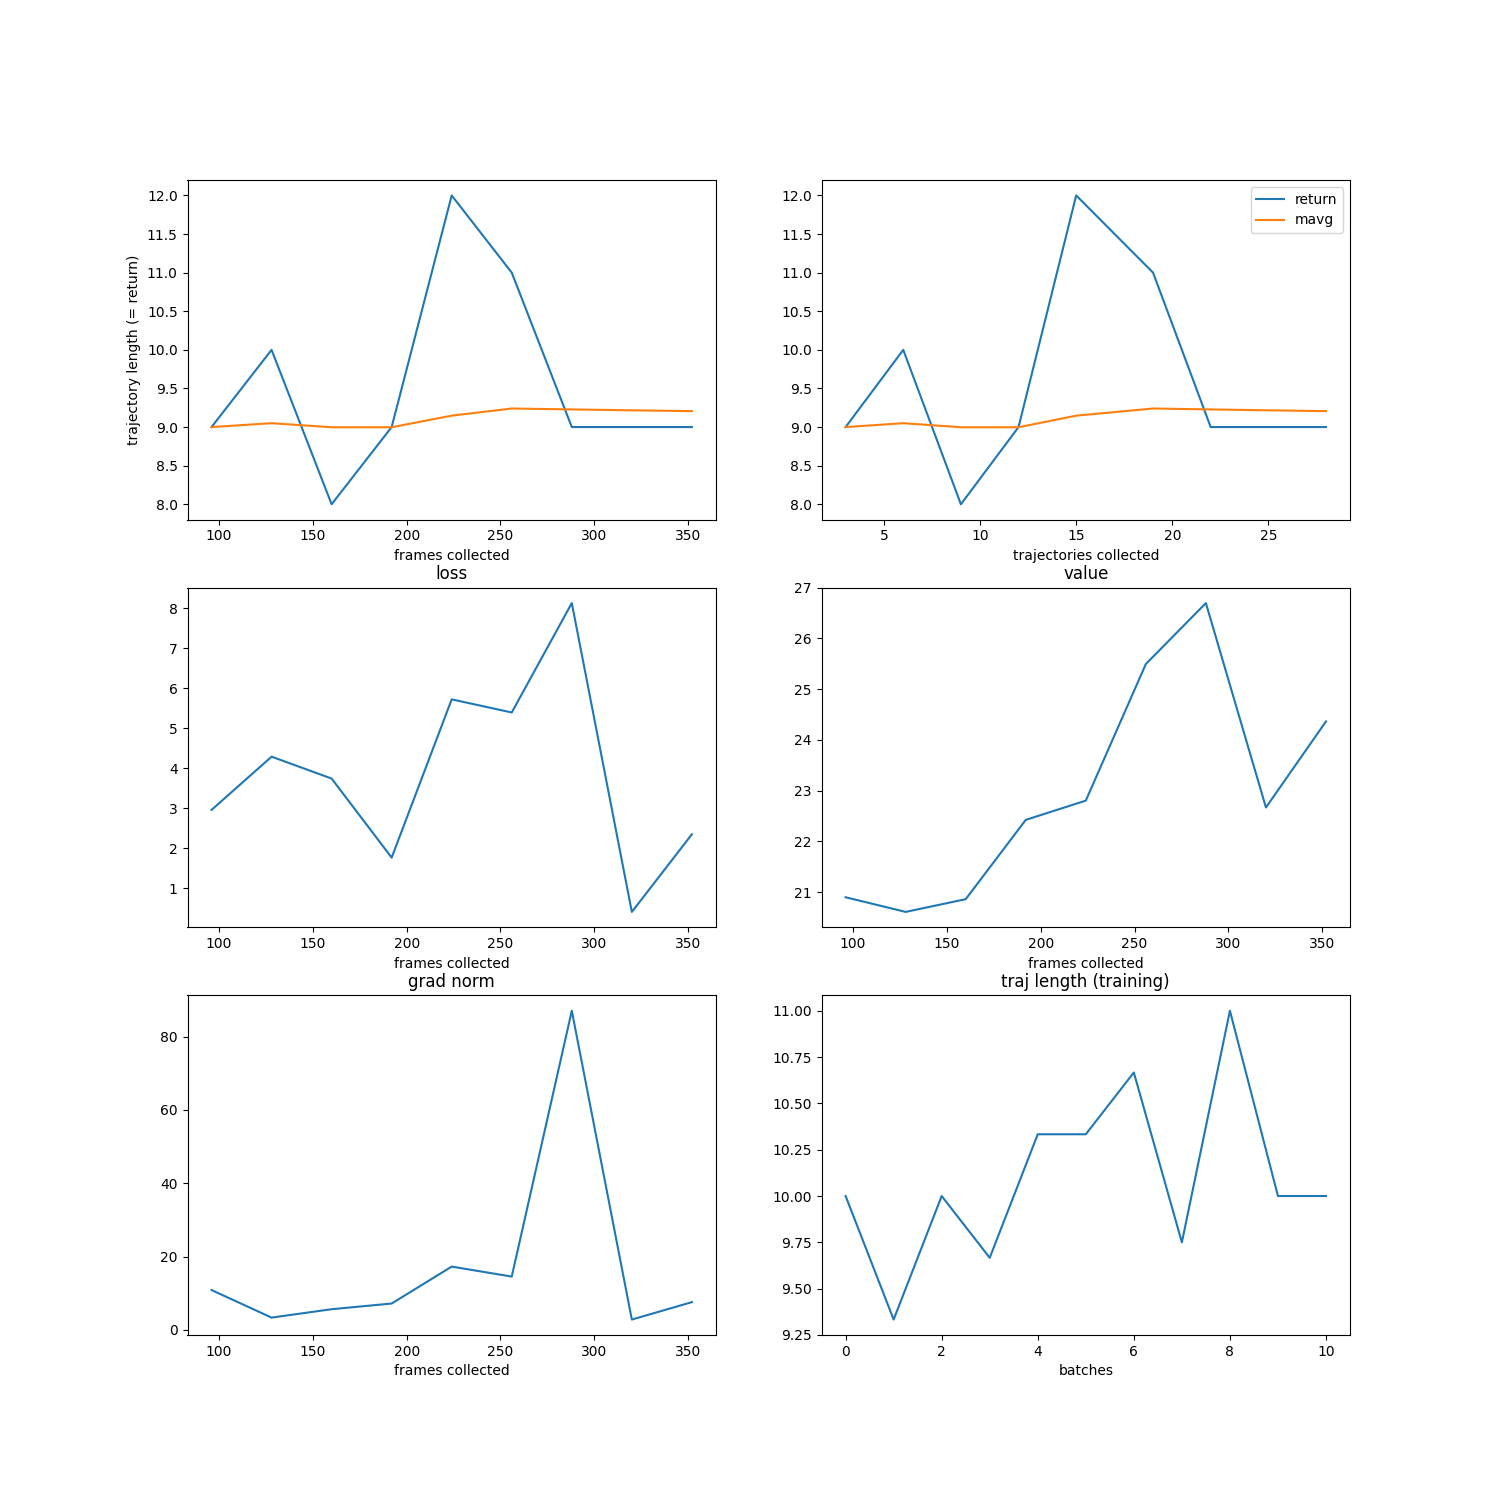 12.0
11.5
11.0
10.5
10.0
9.5
9.0
8.5
8.0
trajectory length (= return)
100 150 200 250 300 350
frames collected
12.0
11.5
11.0
10.5
10.0
9.5
9.0
8.5
8.0
return
mavg
5 10 15 20 25
trajectories collected
loss
8
7
6
5
4
3
2
1
100 150 200 250 300 350
frames collected
value
27
26
25
24
23
22
21
100 150 200 250 300 350
frames collected
grad norm
80
60
40
20
0
100 150 200 250 300 350
frames collected
traj length (training)
11.00
10.75
10.50
10.25
10.00
9.75
9.50
9.25
0 2 4 6 8 10
batches